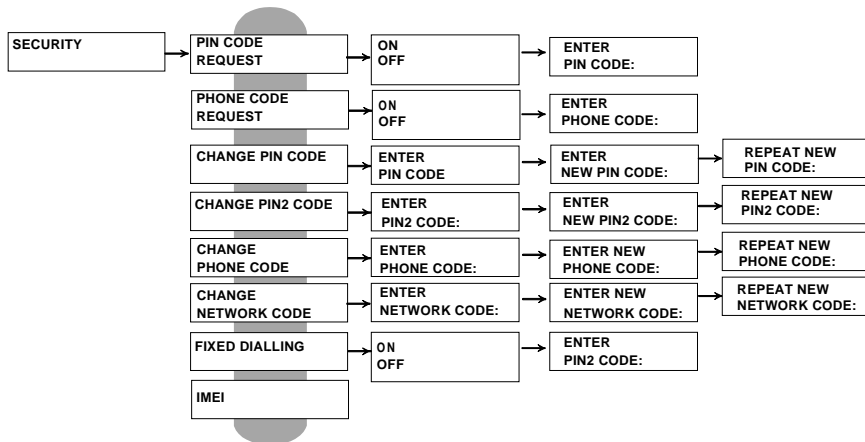 SECURITY
PIN CODE
REQUEST
ON
OFF
ENTER
PIN CODE:
PHONE CODE
REQUEST
ON
OFF
ENTER
PHONE CODE:
CHANGE PIN CODE
ENTER
PIN CODE
ENTER
NEW PIN CODE:
REPEAT NEW
PIN CODE:
CHANGE PIN2 CODE
ENTER
PIN2 CODE:
ENTER
NEW PIN2 CODE:
REPEAT NEW
PIN2 CODE:
CHANGE
PHONE CODE
ENTER
PHONE CODE:
ENTER NEW
PHONE CODE:
REPEAT NEW
PHONE CODE:
CHANGE
NETWORK CODE
ENTER
NETWORK CODE:
ENTER NEW
NETWORK CODE:
REPEAT NEW
NETWORK CODE:
FIXED DIALLING
ON
OFF
ENTER
PIN2 CODE:
IMEI